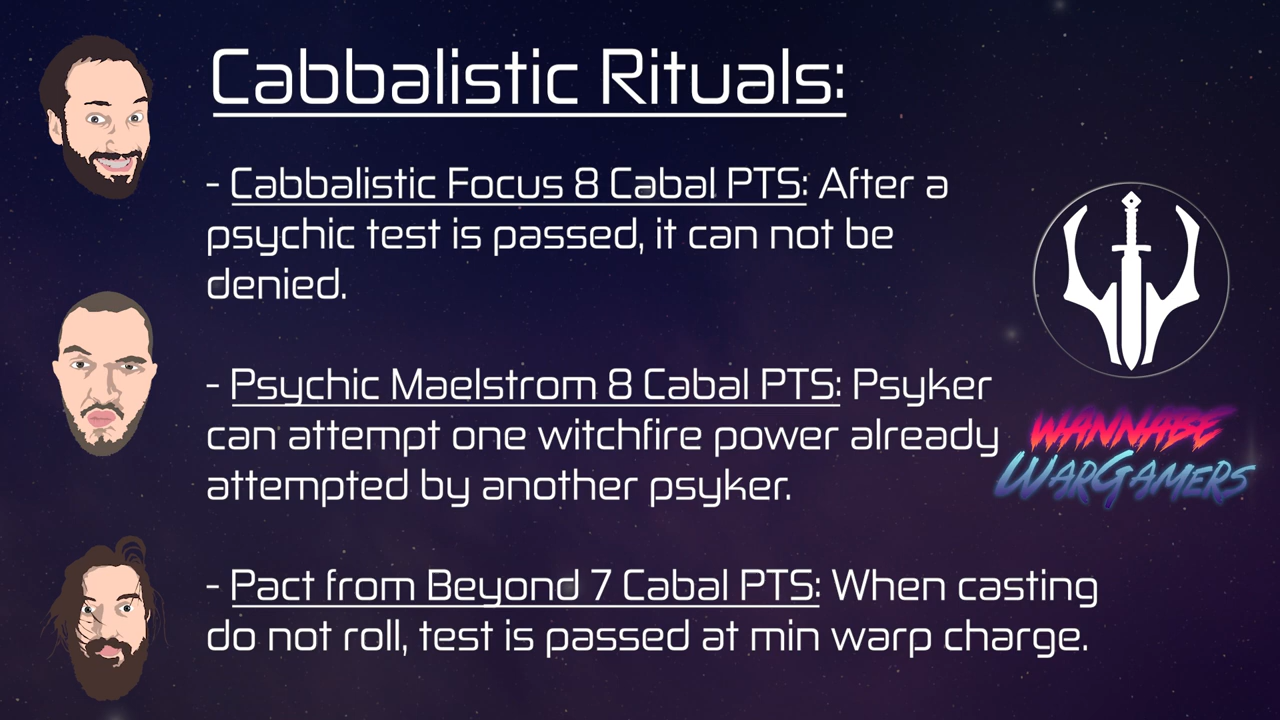 Cabbalistic Rituals:
- Cabbalistic Focus 8 Cabal PTS: After a
psychic test is passed, it can not be
denied.
- Psychic Maelstrom 8 Cabal PTS: Psyker
can attempt one witchfire power already
attempted by another psyker.
WANNABE
WARGAMERS
- Pact from Beyond 7 Cabal PTS: When casting
do not roll, test is passed at min warp charge.